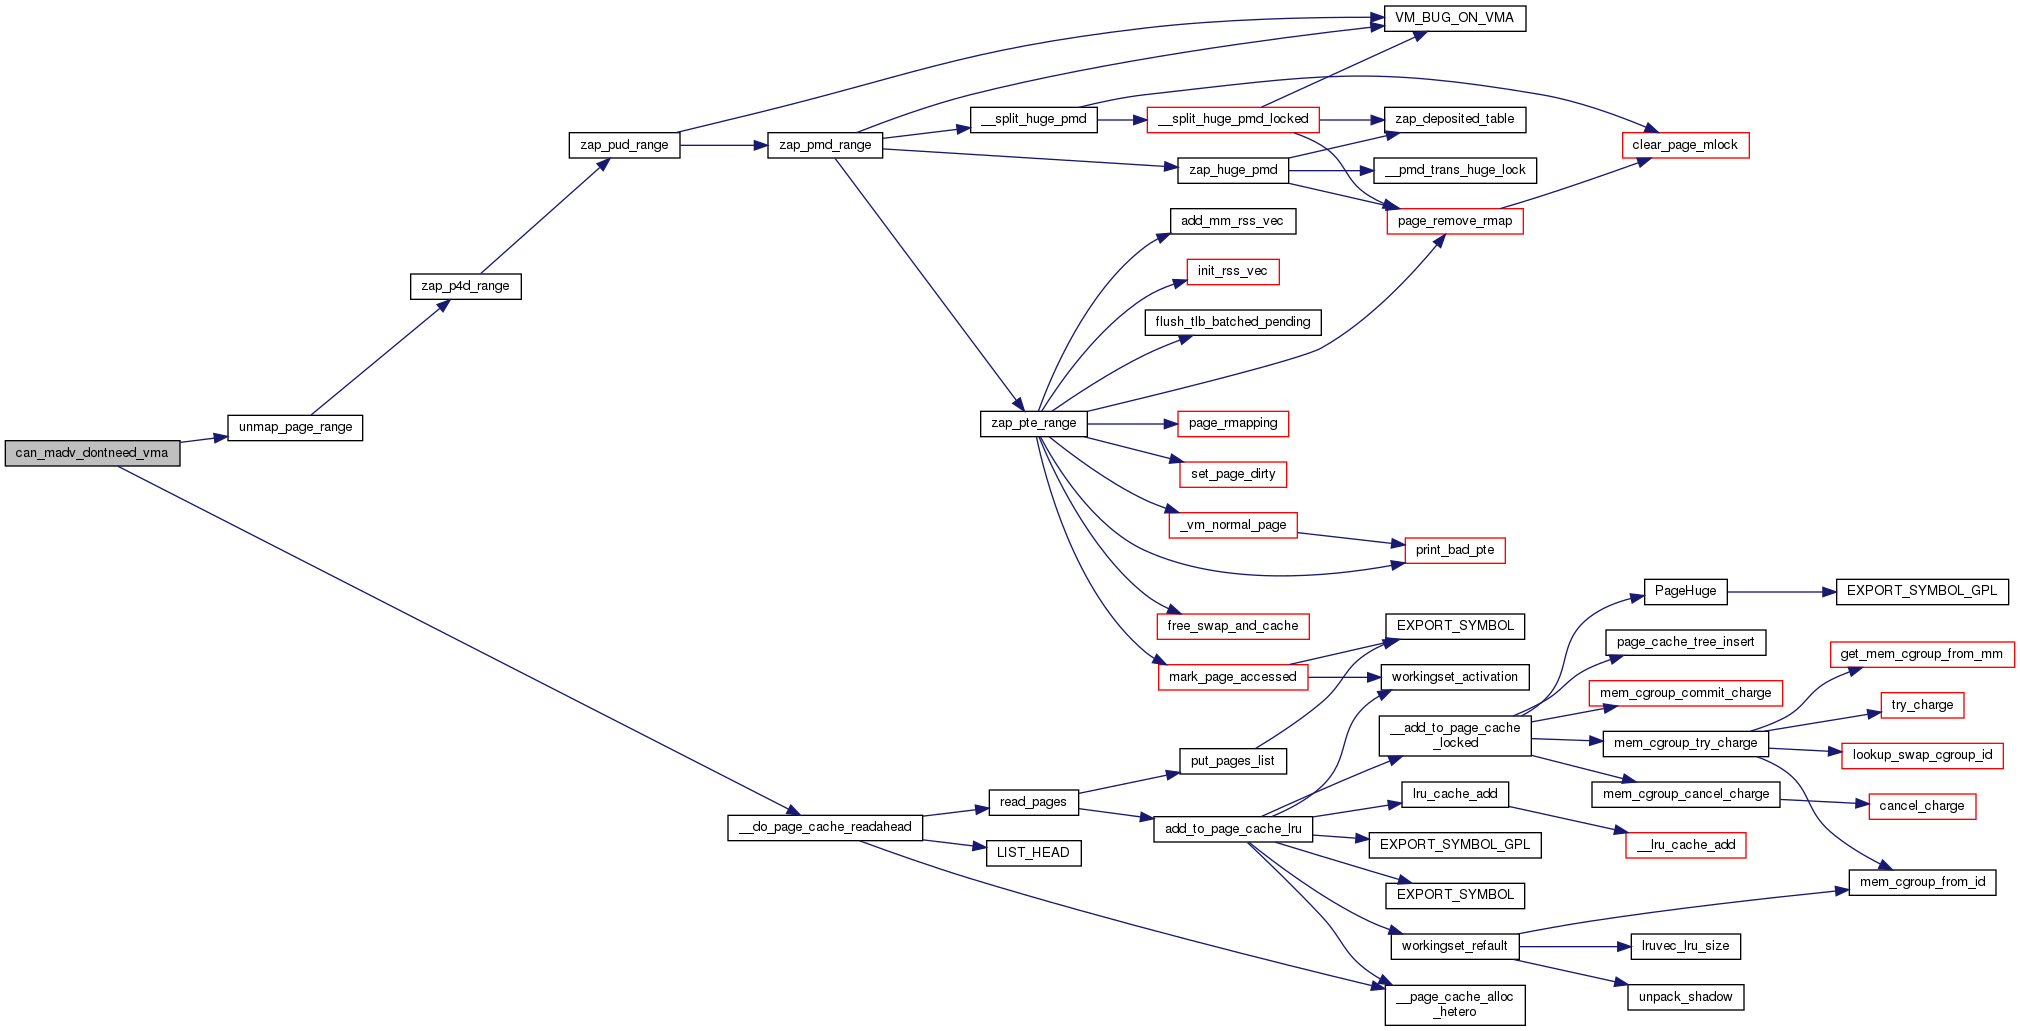 VM_BUG_ON_VMA
__split_huge_pmd
__split_huge_pmd_locked
zap_deposited_table
zap_pud_range
zap_pmd_range
clear_page_mlock
zap_huge_pmd
__pmd_trans_huge_lock
add_mm_rss_vec
page_remove_rmap
init_rss_vec
zap_p4d_range
flush_tlb_batched_pending
unmap_page_range
zap_pte_range
page_rmapping
can_madv_dontneed_vma
set_page_dirty
_vm_normal_page
print_bad_pte
PageHuge
EXPORT_SYMBOL_GPL
free_swap_and_cache
EXPORT_SYMBOL
page_cache_tree_insert
get_mem_cgroup_from_mm
mark_page_accessed
workingset_activation
mem_cgroup_commit_charge
try_charge
__add_to_page_cache
_locked
mem_cgroup_try_charge
lookup_swap_cgroup_id
put_pages_list
read_pages
lru_cache_add
mem_cgroup_cancel_charge
cancel_charge
__do_page_cache_readahead
add_to_page_cache_lru
EXPORT_SYMBOL_GPL
__lru_cache_add
LIST_HEAD
EXPORT_SYMBOL
mem_cgroup_from_id
workingset_refault
lruvec_lru_size
__page_cache_alloc
_hetero
unpack_shadow